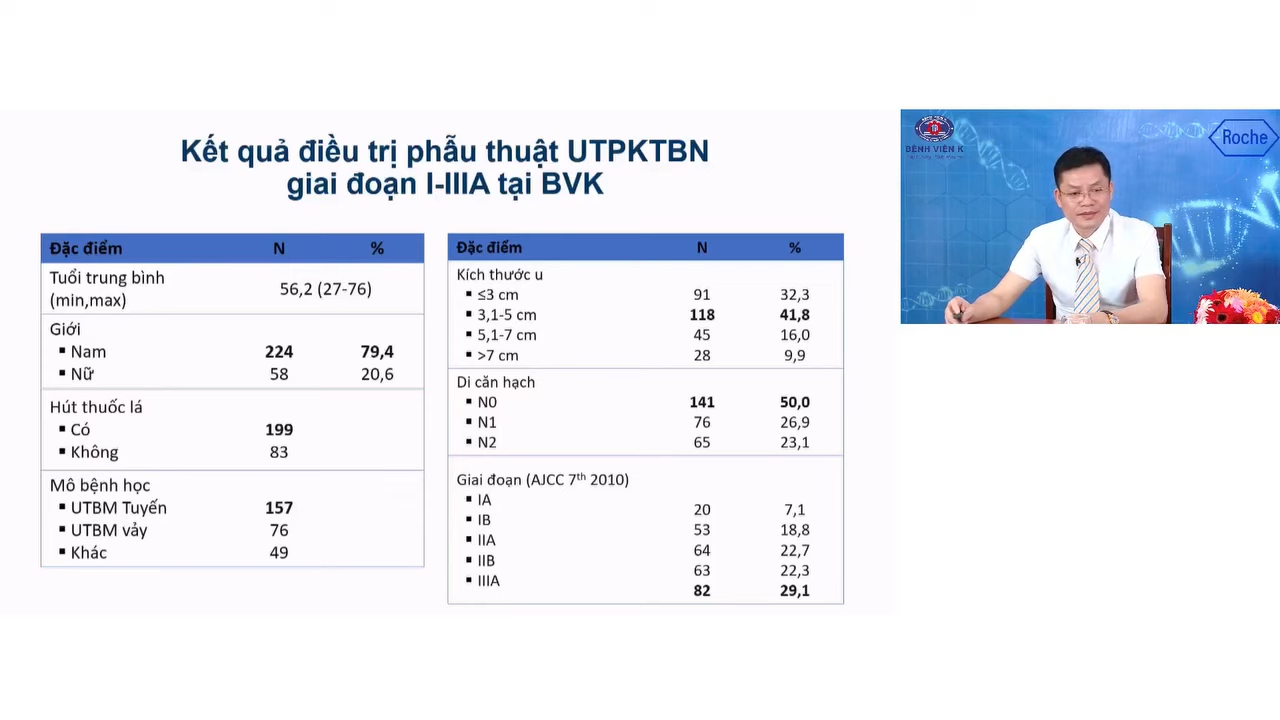 Kết quả điều trị phẫu thuật UTPKTBN
giai đoạn I-IIIA tại BVK
Đặc điểm N %
Tuổi trung bình
(min,max) 56,2 (27-76)
Giới
▪ Nam 224 79,4
▪ Nữ 58 20,6
Hút thuốc lá
▪ Có 199
▪ Không 83
Mô bệnh học
▪ UTBM Tuyến 157
▪ UTBM vảy 76
▪ Khác 49
Đặc điểm N %
Kích thước u
▪ ≤3 cm 91 32,3
▪ 3,1-5 cm 118 41,8
▪ 5,1-7 cm 45 16,0
▪ >7 cm 28 9,9
Di căn hạch
▪ N0 141 50,0
▪ N1 76 26,9
▪ N2 65 23,1
Giai đoạn (AJCC 7th 2010)
▪ IA 20 7,1
▪ IB 53 18,8
▪ IIA 64 22,7
▪ IIB 63 22,3
▪ IIIA 82 29,1
BỆNH VIỆN K
Roche